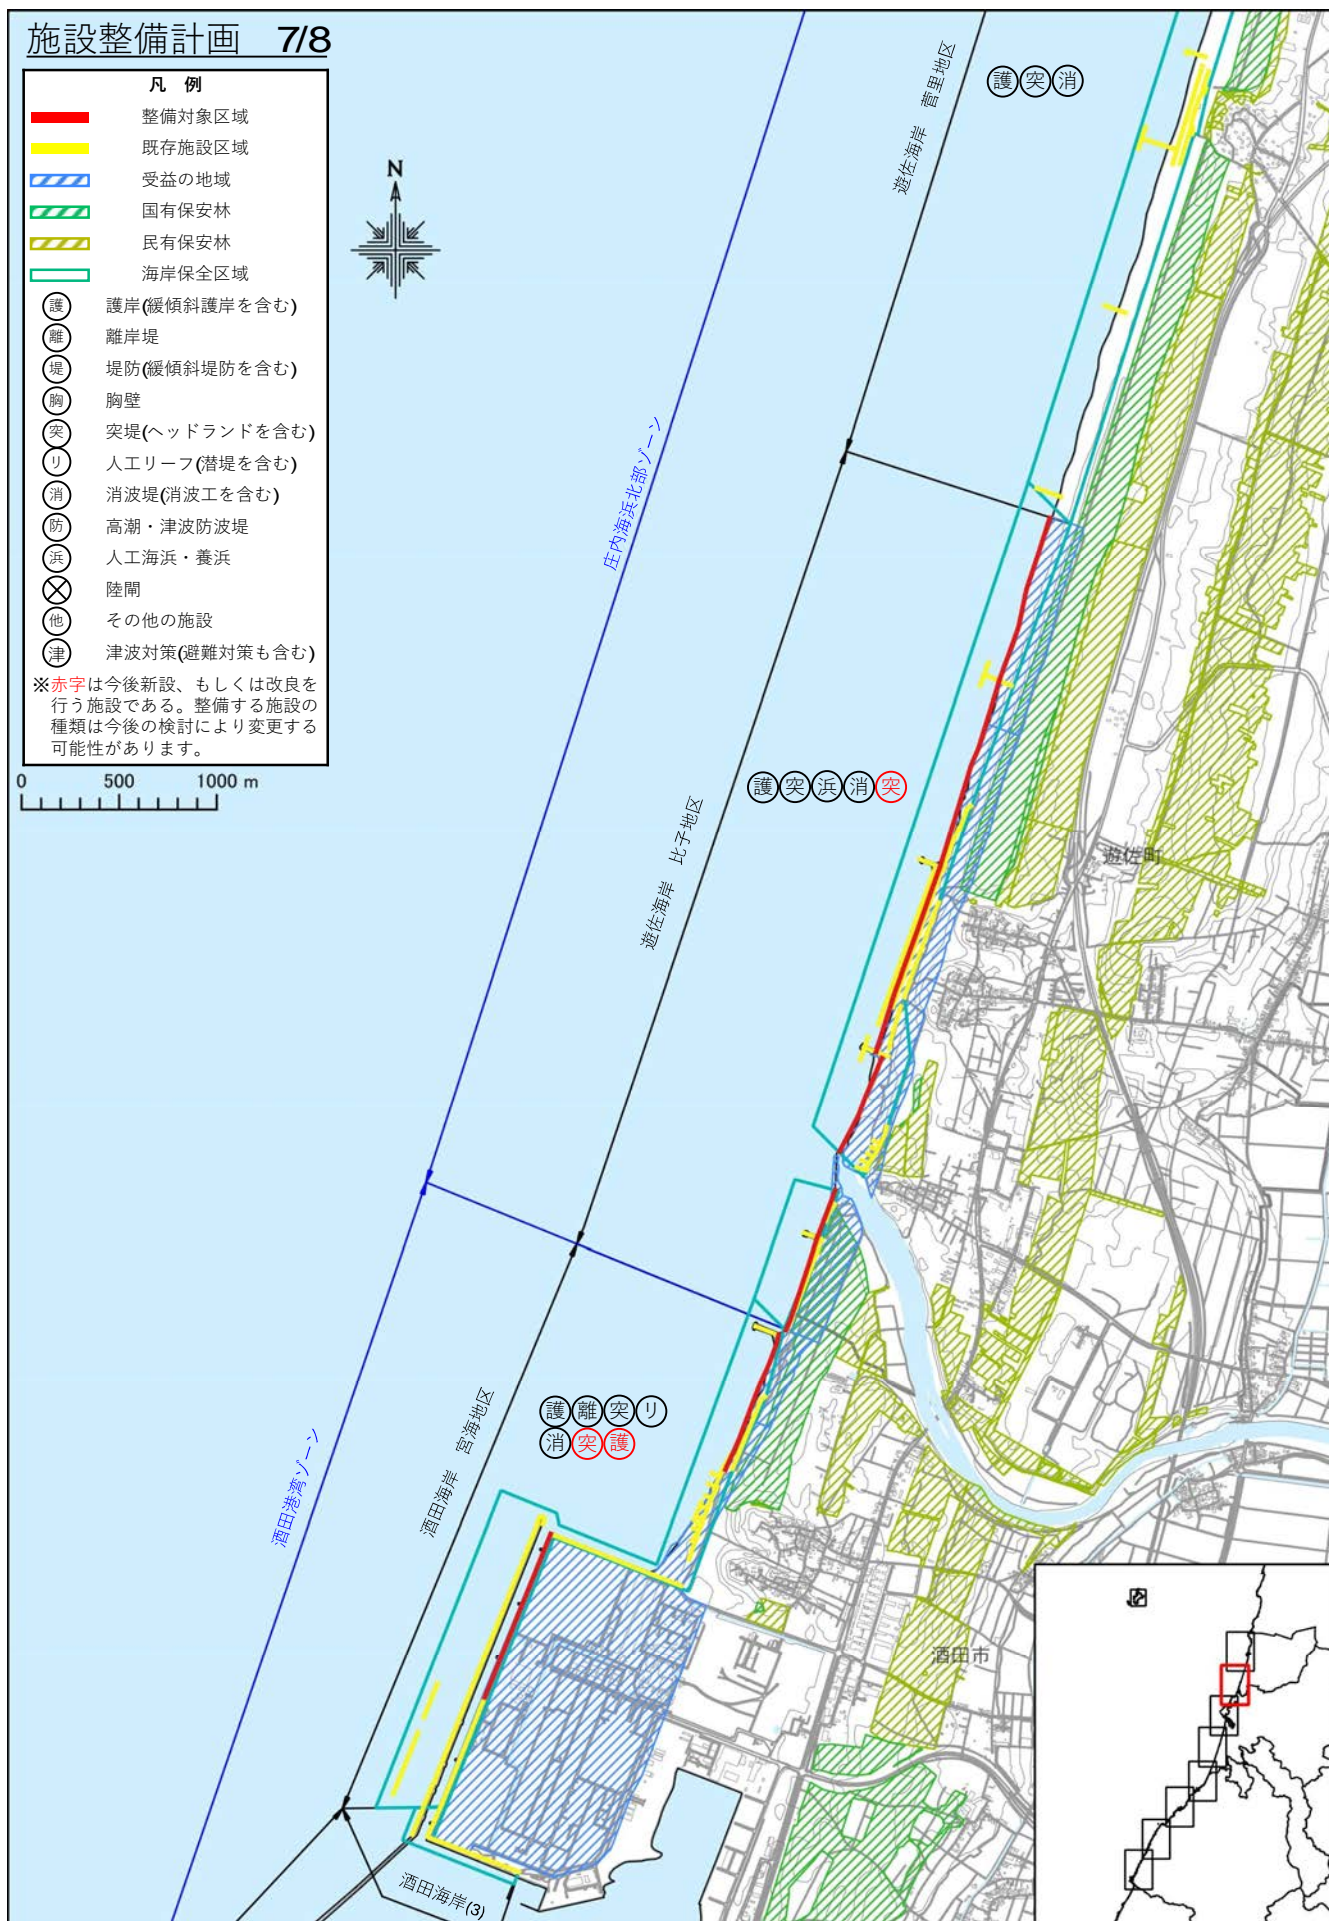 施設整備計画 7/8
凡 例
整備対象区域
既存施設区域
受益の地域
国有保安林
民有保安林
海岸保全区域
護 護岸(緩傾斜護岸を含む)
離 離岸堤
堤 堤防(緩傾斜堤防を含む)
胸 胸壁
突 突堤(ヘッドランドを含む)
リ 人工リーフ(潜堤を含む)
消 消波堤(消波工を含む)
防 高潮・津波防波堤
浜 人工海浜・養浜
陸閘
他 その他の施設
津 津波対策(避難対策も含む)
※赤字は今後新設、もしくは改良を
行う施設である。整備する施設の
種類は今後の検討により変更する
可能性があります。
0 500 1000 m
N
遊佐海岸 菅里地区
護突消
庄内海浜北部ゾーン
護突浜消突
遊佐海岸 比子地区
遊佐町
護離突リ
消突護
酒田海岸 宮海地区
酒田港湾ゾーン
酒田市
酒田海岸(3)